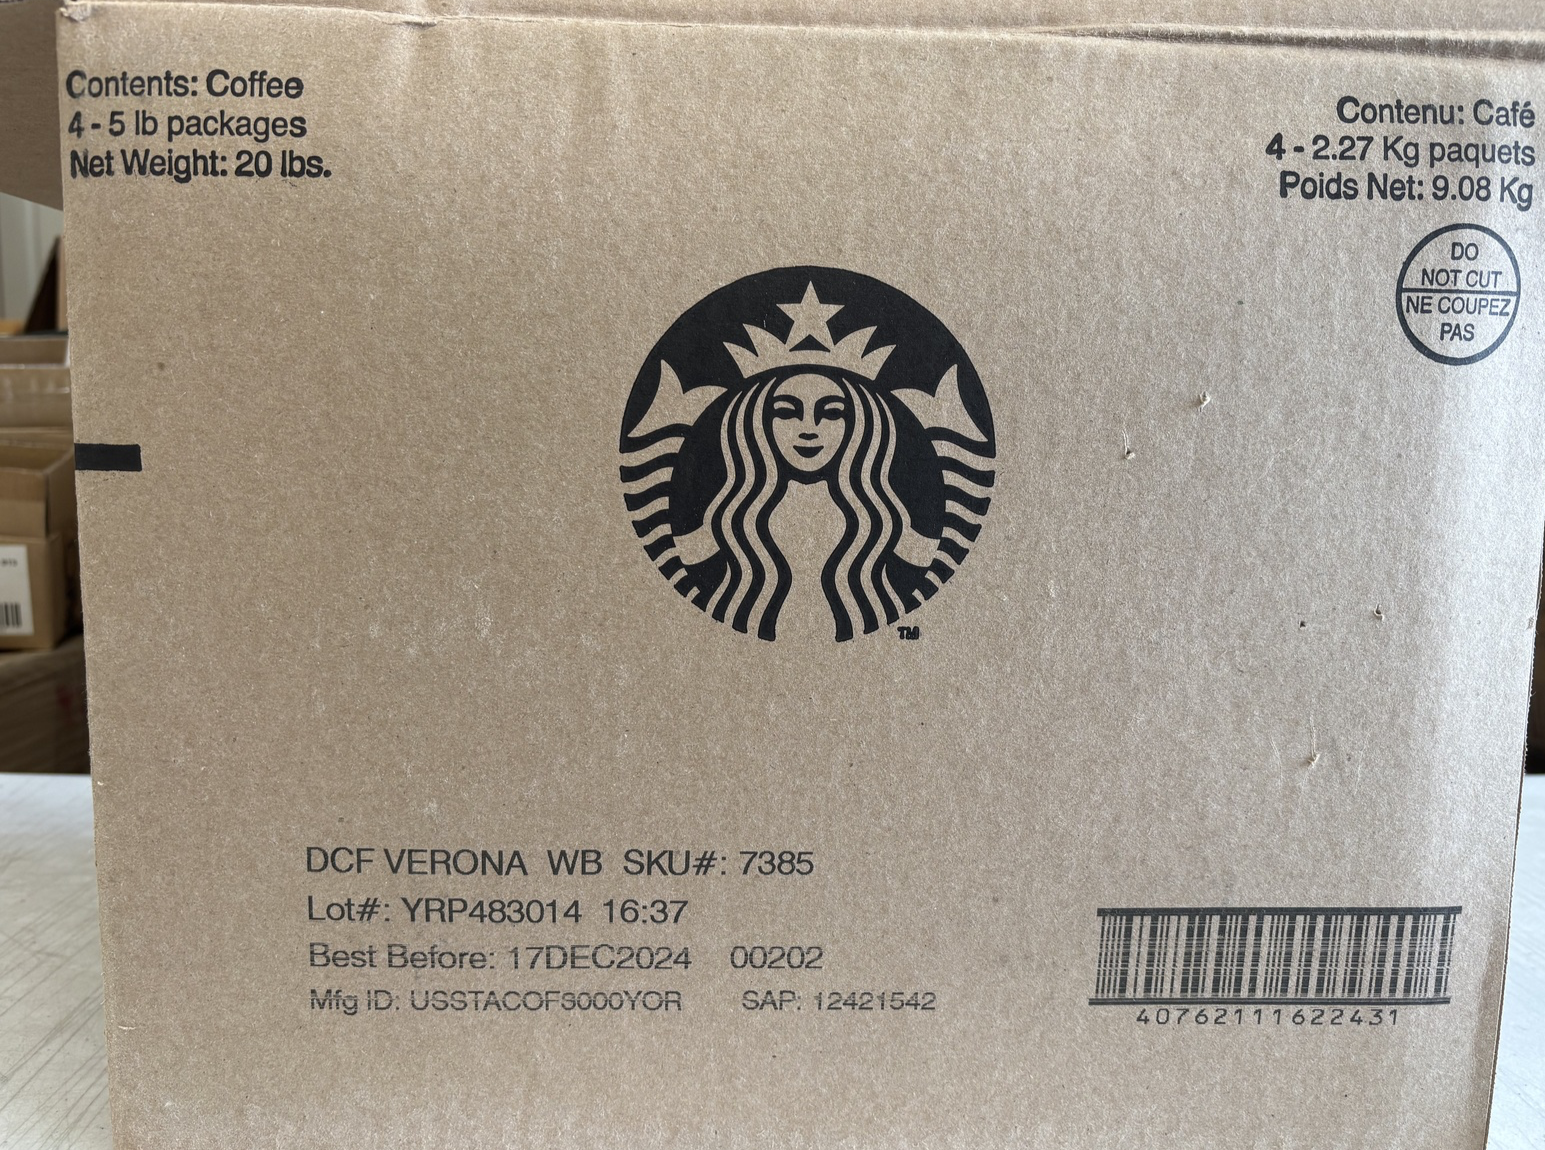 Contents: Coffee
4 - 5 lb packages
Net Weight: 20 lbs.
Contenu: Café
4 - 2.27 Kg paquets
Poids Net: 9.08 Kg
DO
NOT CUT
NE COUPEZ
PAS
TM
DCF VERONA WB SKU#: 7385
Lot#: YRP483014 16:37
Best Before: 17DEC2024 00202
Mfg ID: USSTACOF3000YOR SAP: 12421542
40762111622431